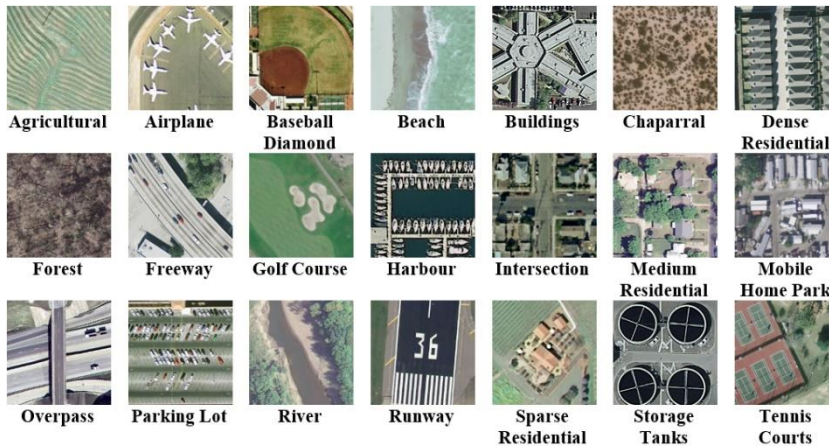 Agricultural
Airplane
Baseball
Diamond
Beach
Buildings
Chaparral
Dense
Residential
Forest
Freeway
Golf Course
Harbour
Intersection
Medium
Residential
Mobile
Home Park
36
Overpass
Parking Lot
River
Runway
Sparse
Residential
Storage
Tanks
Tennis
Courts